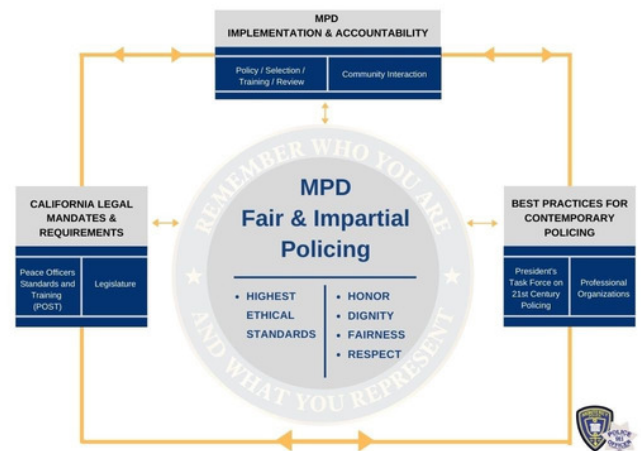 MPD
IMPLEMENTATION & ACCOUNTABILITY
Policy / Selection /
Training / Review
Community Interaction
REMEMBER WHO YOU ARE
AND WHAT YOU REPRESENT
MPD
Fair & Impartial
Policing
• HIGHEST
ETHICAL
STANDARDS
• HONOR
• DIGNITY
• FAIRNESS
• RESPECT
CALIFORNIA LEGAL
MANDATES &
REQUIREMENTS
Peace Officers
Standards and
Training
(POST)
Legislature
BEST PRACTICES FOR
CONTEMPORARY
POLICING
President's
Task Force on
21st Century
Policing
Professional
Organizations
POLICE
OFFICER